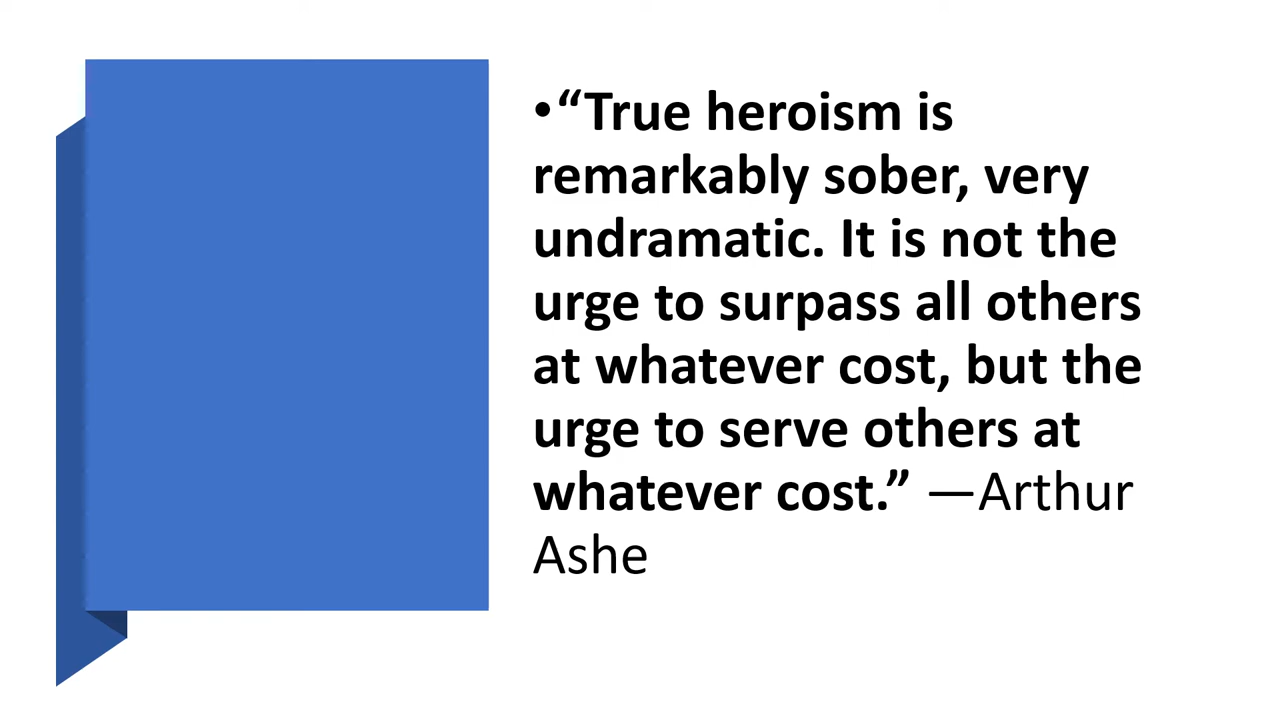 •“True heroism is
remarkably sober, very
undramatic. It is not the
urge to surpass all others
at whatever cost, but the
urge to serve others at
whatever cost.” —Arthur
Ashe